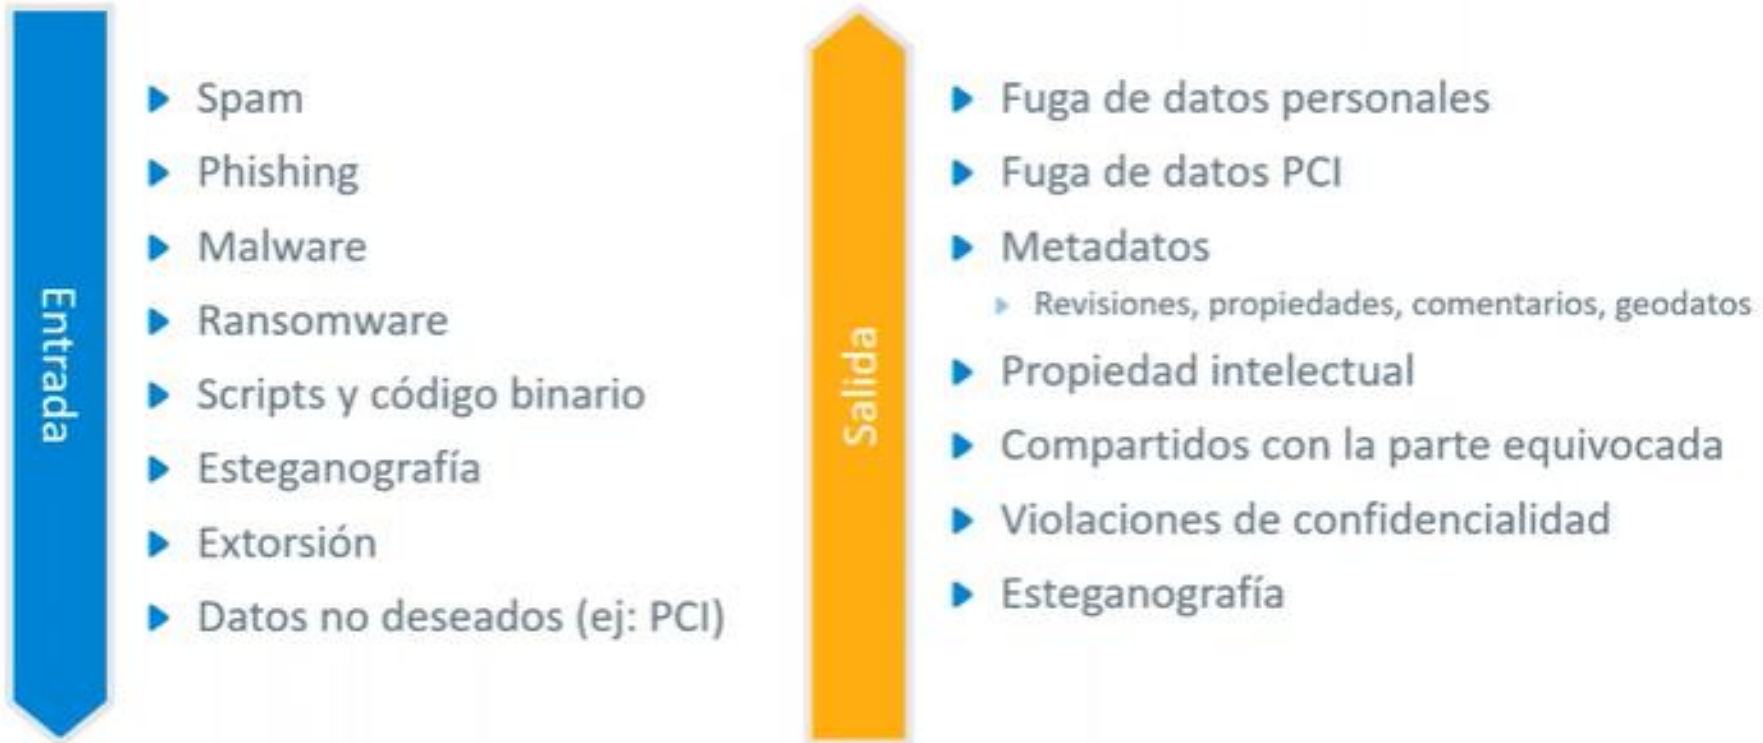 Entrada
Spam
Phishing
Malware
Ransomware
Scripts y código binario
Esteganografía
Extorsión
Datos no deseados (ej: PCI)
Salida
Fuga de datos personales
Fuga de datos PCI
Metadatos
Revisiones, propiedades, comentarios, geodatos
Propiedad intelectual
Compartidos con la parte equivocada
Violaciones de confidencialidad
Esteganografía